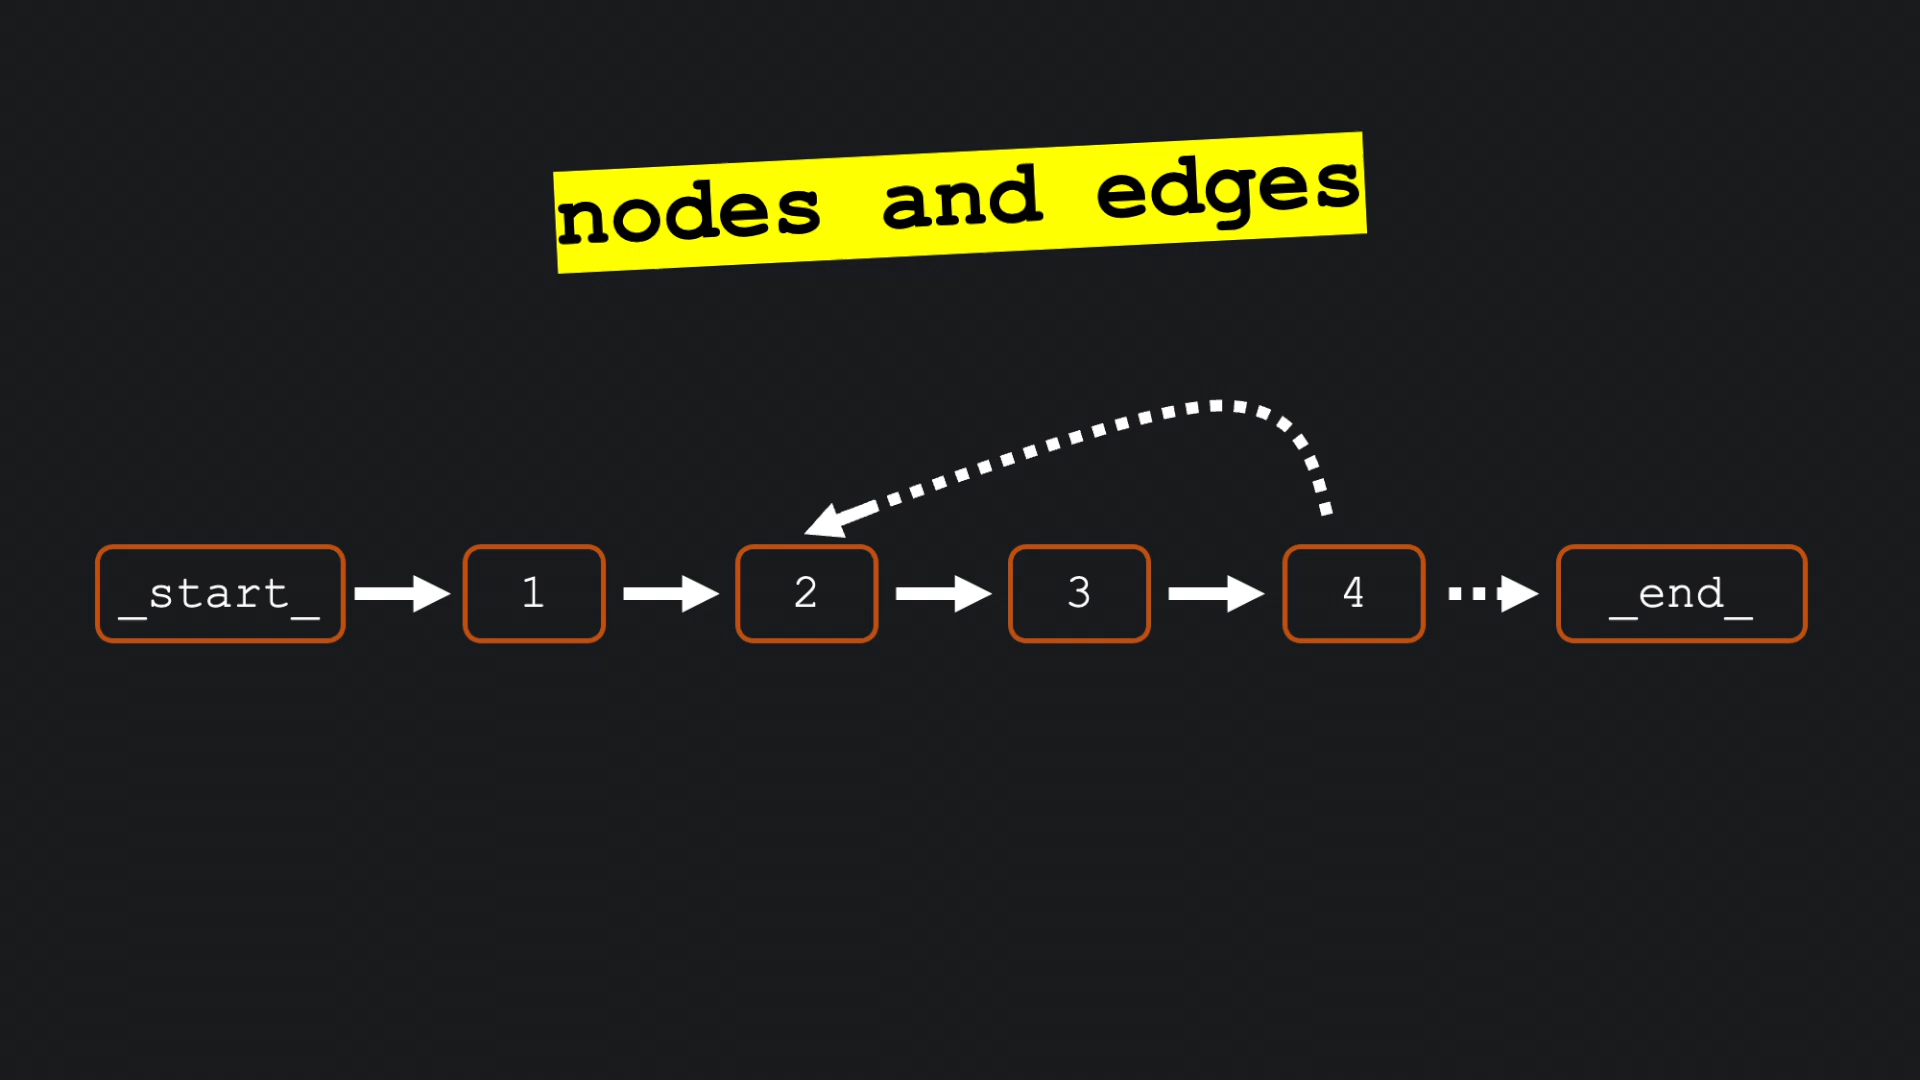 nodes and edges
_start_ 1 2 3 4 _end_